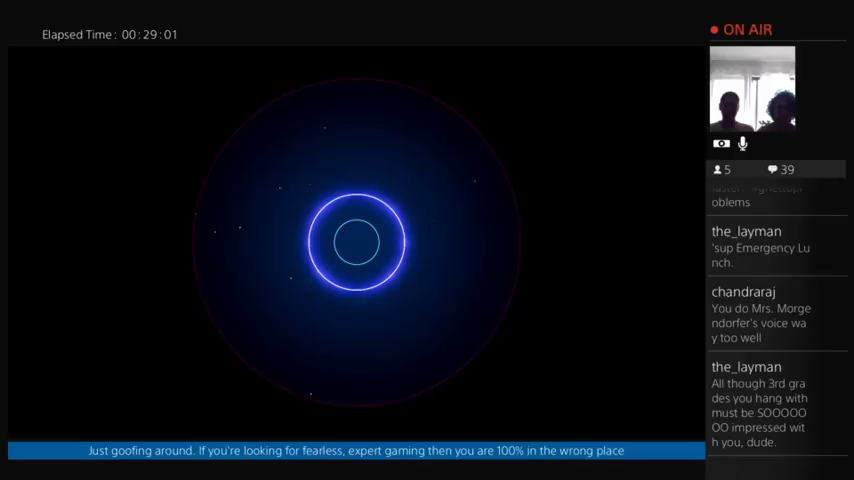 Elapsed Time: 00:29:01
ON AIR
5 39
oblems
the_layman
'sup Emergency Lu
nch.
chandraraj
You do Mrs. Morge
ndorfer's voice wa
y too well
the_layman
All though 3rd gra
des you hang with
must be SOOOOO
OO impressed wit
h you, dude.
Just goofing around. If you're looking for fearless, expert gaming then you are 100% in the wrong place